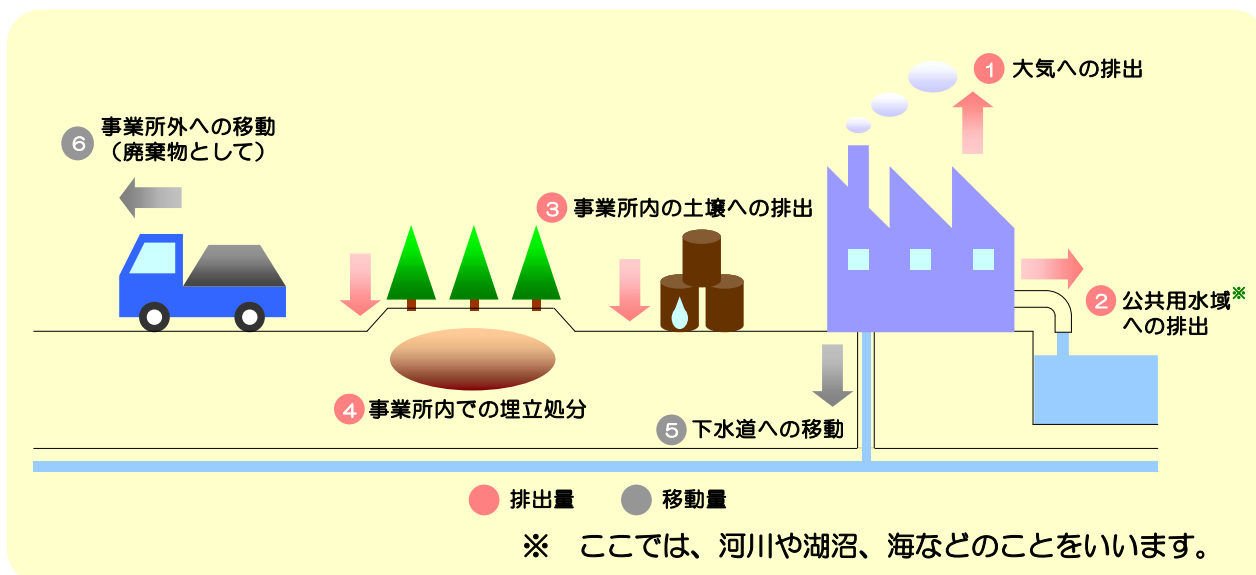 1 大気への排出
6 事業所外への移動
（廃棄物として）
3 事業所内の土壌への排出
2 公共用水域※
への排出
4 事業所内での埋立処分
5 下水道への移動
排出量 移動量
※ ここでは、河川や湖沼、海などのことをいいます。